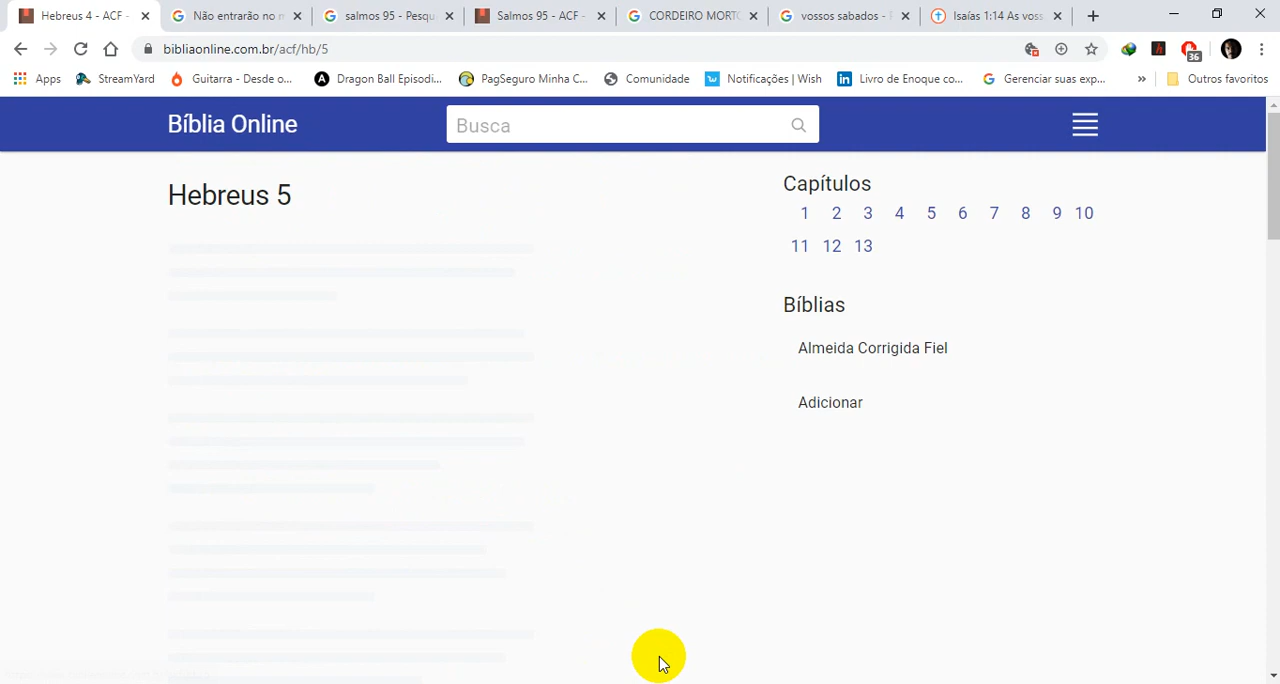 Hebreus 4 - ACF -
Não entrarão no m
salmos 95 - Pesqu
Salmos 95 - ACF -
CORDEIRO MORTO
vossos sabados - P
Isaías 1:14 As voss
bibliaonline.com.br/acf/hb/5
36
Apps
StreamYard
Guitarra - Desde o...
Dragon Ball Episodi...
PagSeguro Minha C...
Comunidade
Notificações | Wish
Livro de Enoque co...
Gerenciar suas exp...
»
Outros favoritos
Bíblia Online
Busca
Hebreus 5
Capítulos
1 2 3 4 5 6 7 8 9 10
11 12 13
Bíblias
Almeida Corrigida Fiel
Adicionar